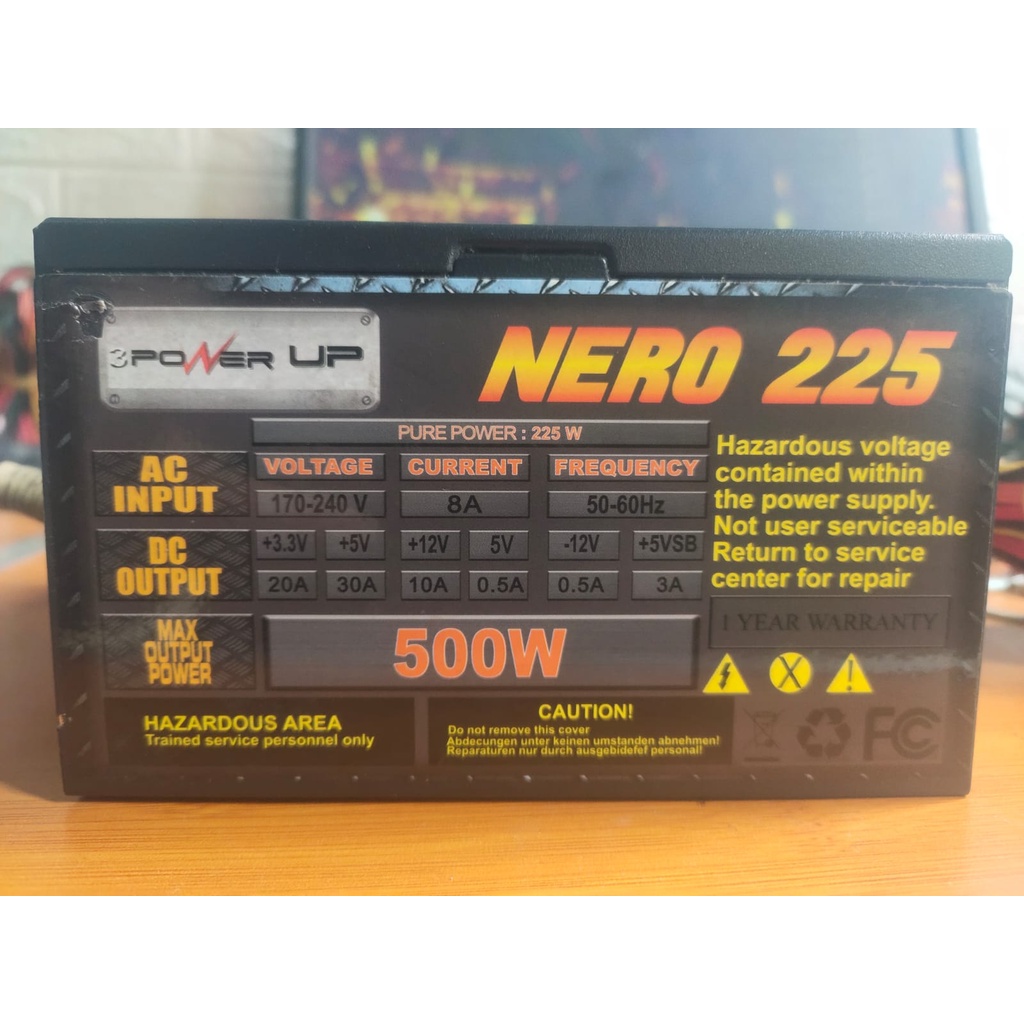 3POWER UP
NERO 225
PURE POWER : 225 W
AC INPUT
VOLTAGE CURRENT FREQUENCY
170-240 V 8A 50-60Hz
DC OUTPUT
+3.3V +5V +12V 5V -12V +5VSB
20A 30A 10A 0.5A 0.5A 3A
MAX
OUTPUT
POWER
500W
Hazardous voltage
contained within
the power supply.
Not user serviceable
Return to service
center for repair
1 YEAR WARRANTY
HAZARDOUS AREA
Trained service personnel only
CAUTION!
Do not remove this cover
Abdecungen unter keinen umstanden abnehmen!
Reparaturen nur durch ausgebidefef personal!
FC